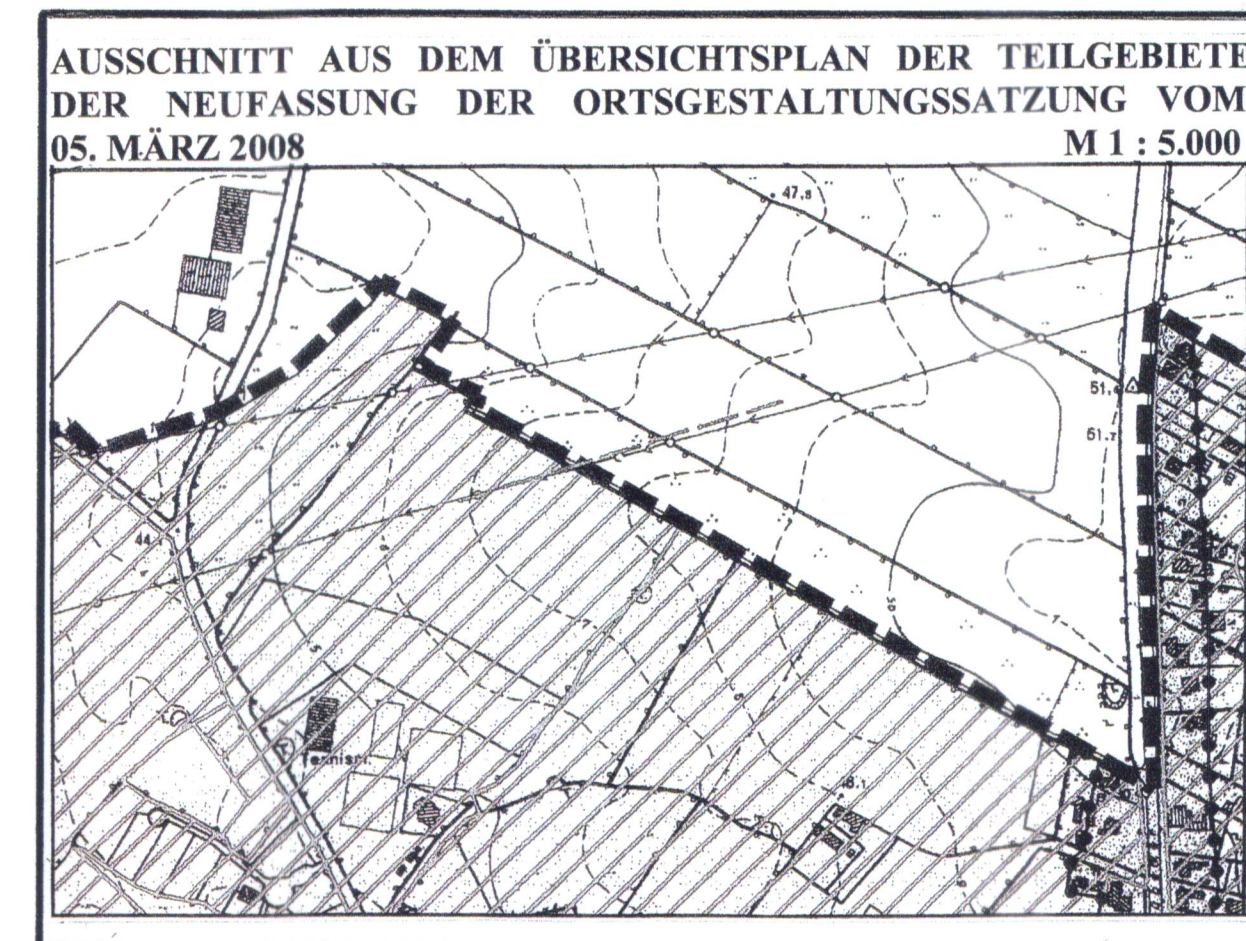 AUSSCHNITT AUS DEM ÜBERSICHTSPLAN DER TEILGEBIETE
DER NEUFASSUNG DER ORTSGESTALTUNGSSATZUNG VOM
05. MÄRZ 2008 M 1 : 5.000
47,8
51,7
44
50
48,1